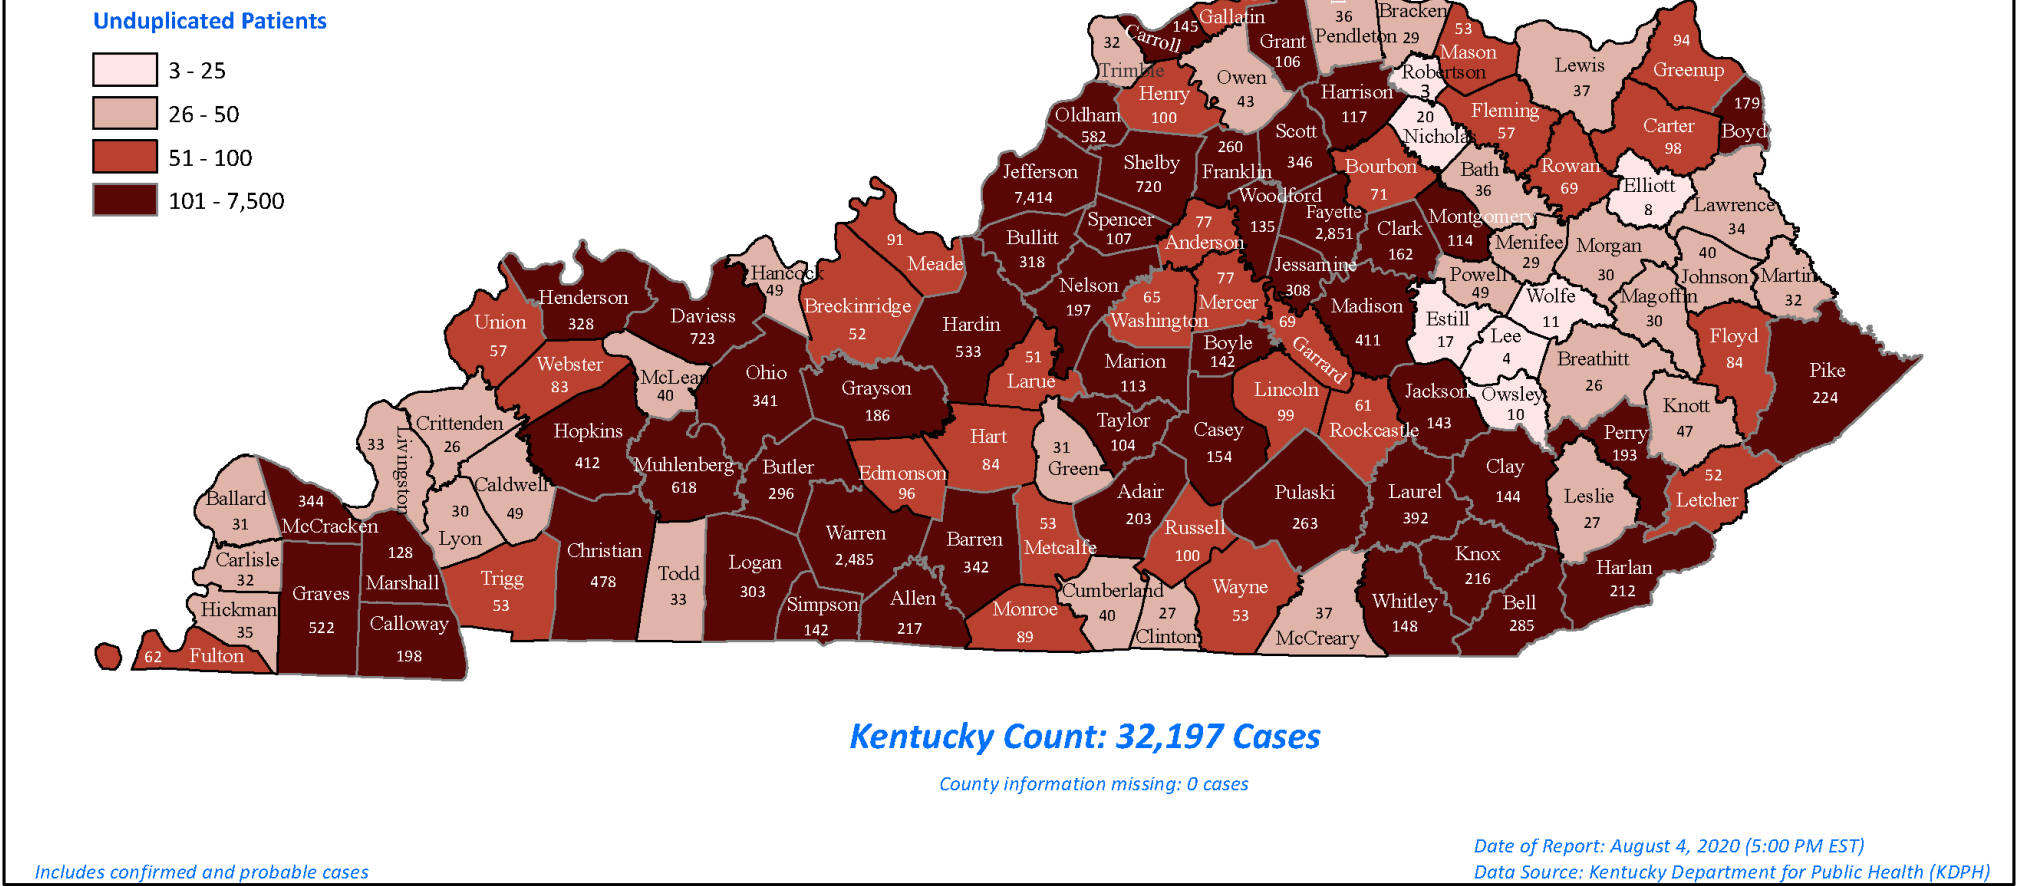 Unduplicated Patients
3 - 25
26 - 50
51 - 100
101 - 7,500
145
Gallatin
36
Pendleton
Bracken
29
32
Trimble
Carroll
Grant
106
53
Mason
94
Greenup
Owen
43
Robertson
3
Lewis
37
Henry
100
Harrison
117
20
Nicholas
Fleming
57
179
Boyd
Oldham
582
Scott
346
Carter
98
260
Franklin
Shelby
720
Bourbon
71
Bath
36
Rowan
69
Elliott
8
Jefferson
7,414
Woodford
135
Fayette
2,851
Montgomery
114
Lawrence
34
Spencer
107
77
Anderson
Clark
162
Menifee
29
Morgan
30
Bullitt
318
91
Meade
Jessamine
308
Powell
49
40
Johnson
Martin
32
Hancock
49
Nelson
197
77
Mercer
65
Washington
Madison
411
Wolfe
11
Magoffin
30
Henderson
328
Breckinridge
52
Estill
17
Union
57
Daviess
723
Hardin
533
69
Garrard
Lee
4
Floyd
84
Boyle
142
Webster
83
51
Larue
Marion
113
Breathitt
26
Pike
224
McLean
40
Ohio
341
Grayson
186
Lincoln
99
61
Rockcastle
Jackson
143
Owsley
10
Knott
47
Crittenden
26
33
Livingston
Hopkins
412
Hart
84
31
Green
Taylor
104
Casey
154
Perry
193
Muhlenberg
618
Butler
296
Edmonson
96
Clay
144
52
Letcher
Ballard
31
344
McCracken
Caldwell
49
Adair
203
Pulaski
263
Laurel
392
Leslie
27
30
Lyon
Warren
2,485
Barren
342
53
Metcalfe
Russell
100
128
Marshall
Carlisle
32
Christian
478
Logan
303
Knox
216
Harlan
212
Trigg
53
Todd
33
Cumberland
40
Wayne
53
Graves
522
Hickman
35
Simpson
142
Allen
217
Monroe
89
27
Clinton
37
McCreary
Whitley
148
Bell
285
Calloway
198
62
Fulton
Kentucky Count: 32,197 Cases
County information missing: 0 cases
Date of Report: August 4, 2020 (5:00 PM EST)
Includes confirmed and probable cases
Data Source: Kentucky Department for Public Health (KDPH)